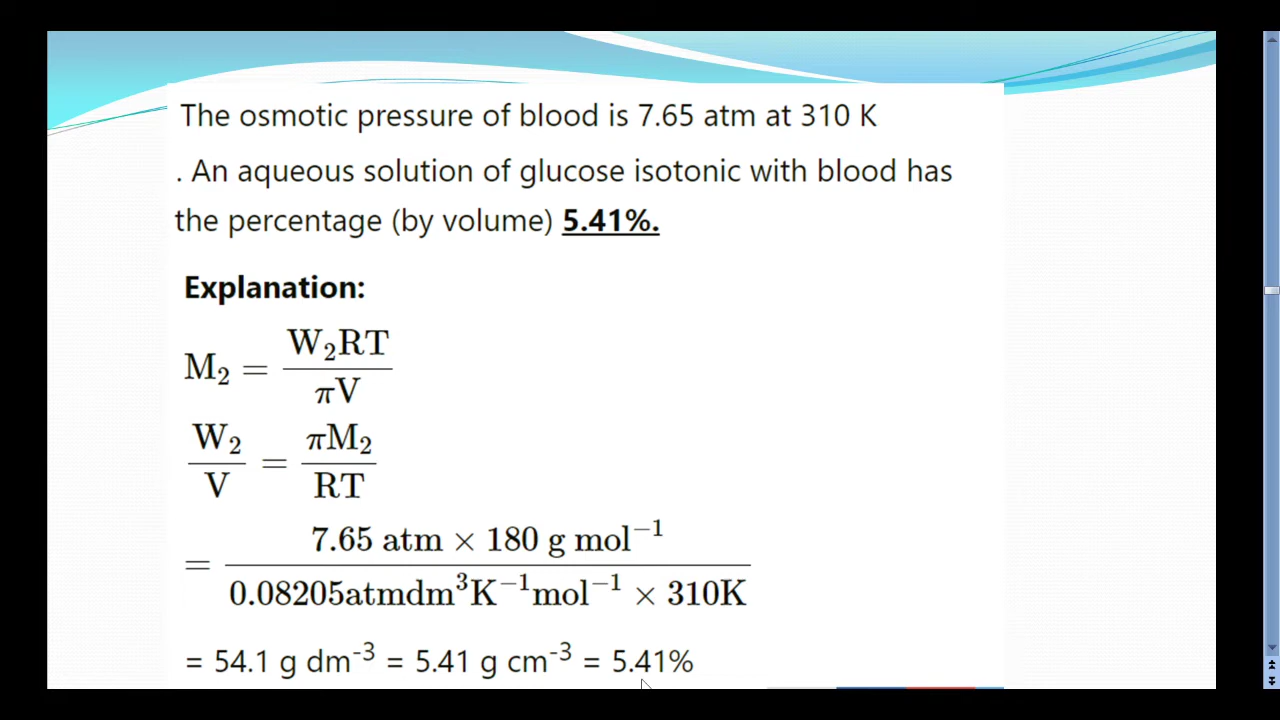 The osmotic pressure of blood is 7.65 atm at 310 K
. An aqueous solution of glucose isotonic with blood has
the percentage (by volume) 5.41%.
Explanation:
M₂ = W₂RT / πV
W₂ / V = πM₂ / RT
= 7.65 atm × 180 g mol⁻¹ / 0.08205atmdm³K⁻¹mol⁻¹ × 310K
= 54.1 g dm⁻³ = 5.41 g cm⁻³ = 5.41%